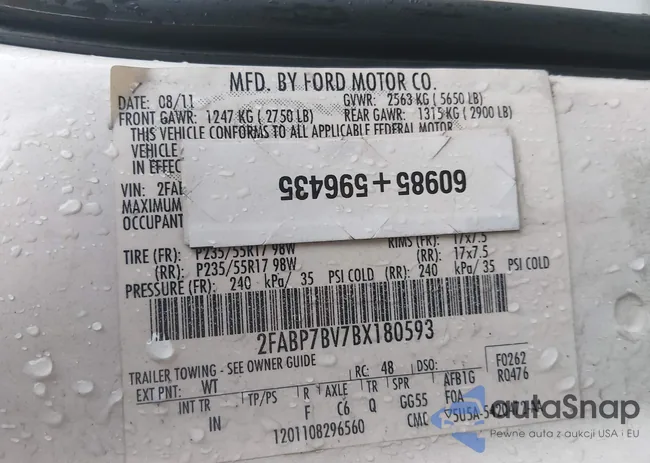 MFD. BY FORD MOTOR CO.
DATE: 08/11 GVWR: 2563 KG (5650 LB)
FRONT GAWR: 1247 KG (2750 LB) REAR GAWR: 1315 KG (2900 LB)
THIS VEHICLE CONFORMS TO ALL APPLICABLE FEDERAL MOTOR
VEHICLE
IN EFFECT
60985+596435
VIN:
MAXIMUM
OCCUPANT
TIRE (FR): P235/55R17 98W RIMS (FR): 17x7.5
(RR): P235/55R17 98W (RR): 17x7.5
PRESSURE (FR): 240 kPa/ 35 PSI COLD (RR): 240 kPa/ 35 PSI COLD
2FABP7BV7BX180593
TRAILER TOWING - SEE OWNER GUIDE RC: 48 DSO: F0262
EXT PNT: WT R0476
INT TR TP/PS R AXLE TR SPR AFB1G
IN F C6 Q GG55 FOA
1201108296560 CMC
autoSnap
Pewne auta z aukcji USA i EU